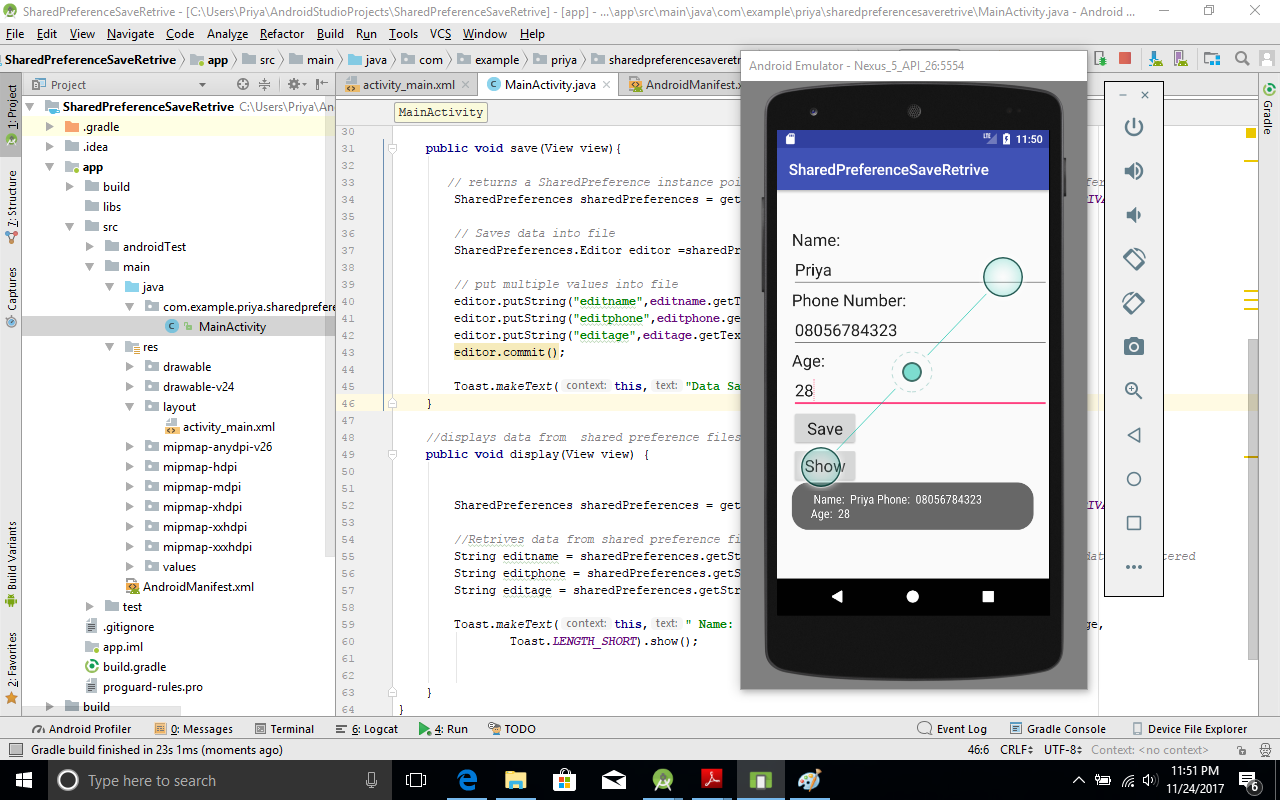 SharedPreferenceSaveRetrive - [C:\Users\Priya\AndroidStudioProjects\SharedPreferenceSaveRetrive] - [app] - ...\app\src\main\java\com\example\priya\sharedpreferencesaveretrive\MainActivity.java - Android ...
File Edit View Navigate Code Analyze Refactor Build Run Tools VCS Window Help
SharedPreferenceSaveRetrive app src main java com example priya sharedpreferencesaveretr
Project
activity_main.xml MainActivity.java AndroidManifest.x
1: Project
7: Structure
Captures
Build Variants
2: Favorites
Gradle
SharedPreferenceSaveRetrive C:\Users\Priya\An
.gradle
.idea
app
build
libs
src
androidTest
main
java
com.example.priya.sharedprefere
MainActivity
res
drawable
drawable-v24
layout
activity_main.xml
mipmap-anydpi-v26
mipmap-hdpi
mipmap-mdpi
mipmap-xhdpi
mipmap-xxhdpi
mipmap-xxxhdpi
values
AndroidManifest.xml
test
.gitignore
app.iml
build.gradle
proguard-rules.pro
build
MainActivity
30
31 public void save(View view){
32
33 // returns a SharedPreference instance poi fer
34 SharedPreferences sharedPreferences = get IVA
35
36 // Saves data into file
37 SharedPreferences.Editor editor =sharedPr
38
39 // put multiple values into file
40 editor.putString("editname",editname.getT
41 editor.putString("editphone",editphone.ge
42 editor.putString("editage",editage.getTex
43 editor.commit();
44
45 Toast.makeText( context: this, text: "Data Sa
46 }
47
48 //displays data from  shared preference files
49 public void display(View view) {
50
51
52 SharedPreferences sharedPreferences = get IVA
53
54 //Retrives data from shared preference fi
55 String editname = sharedPreferences.getSt dat tered
56 String editphone = sharedPreferences.getS
57 String editage = sharedPreferences.getStr
58
59 Toast.makeText( context: this, text: " Name: ge,
60 Toast.LENGTH_SHORT).show();
61
62
63 }
64 }
Android Emulator - Nexus_5_API_26:5554
LTE 11:50
SharedPreferenceSaveRetrive
Name:
Priya
Phone Number:
08056784323
Age:
28
Save
Show
Name: Priya Phone: 08056784323
Age: 28
Android Profiler 0: Messages Terminal 6: Logcat 4: Run TODO Event Log Gradle Console Device File Explorer
Gradle build finished in 23s 1ms (moments ago) 46:6 CRLF UTF-8 Context: <no context>
Type here to search
11:51 PM
11/24/2017
6